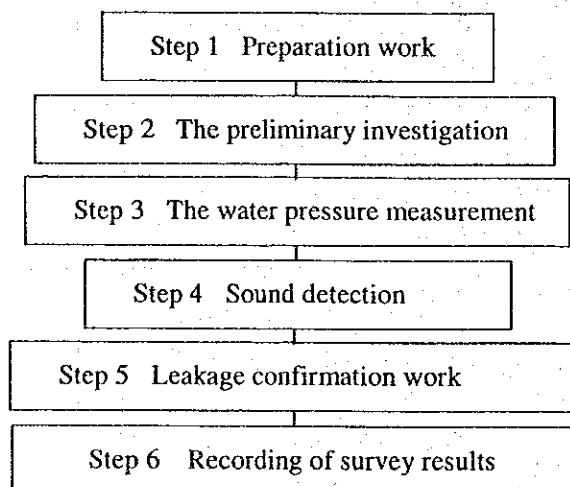 Step 1 Preparation work
Step 2 The preliminary investigation
Step 3 The water pressure measurement
Step 4 Sound detection
Step 5 Leakage confirmation work
Step 6 Recording of survey results